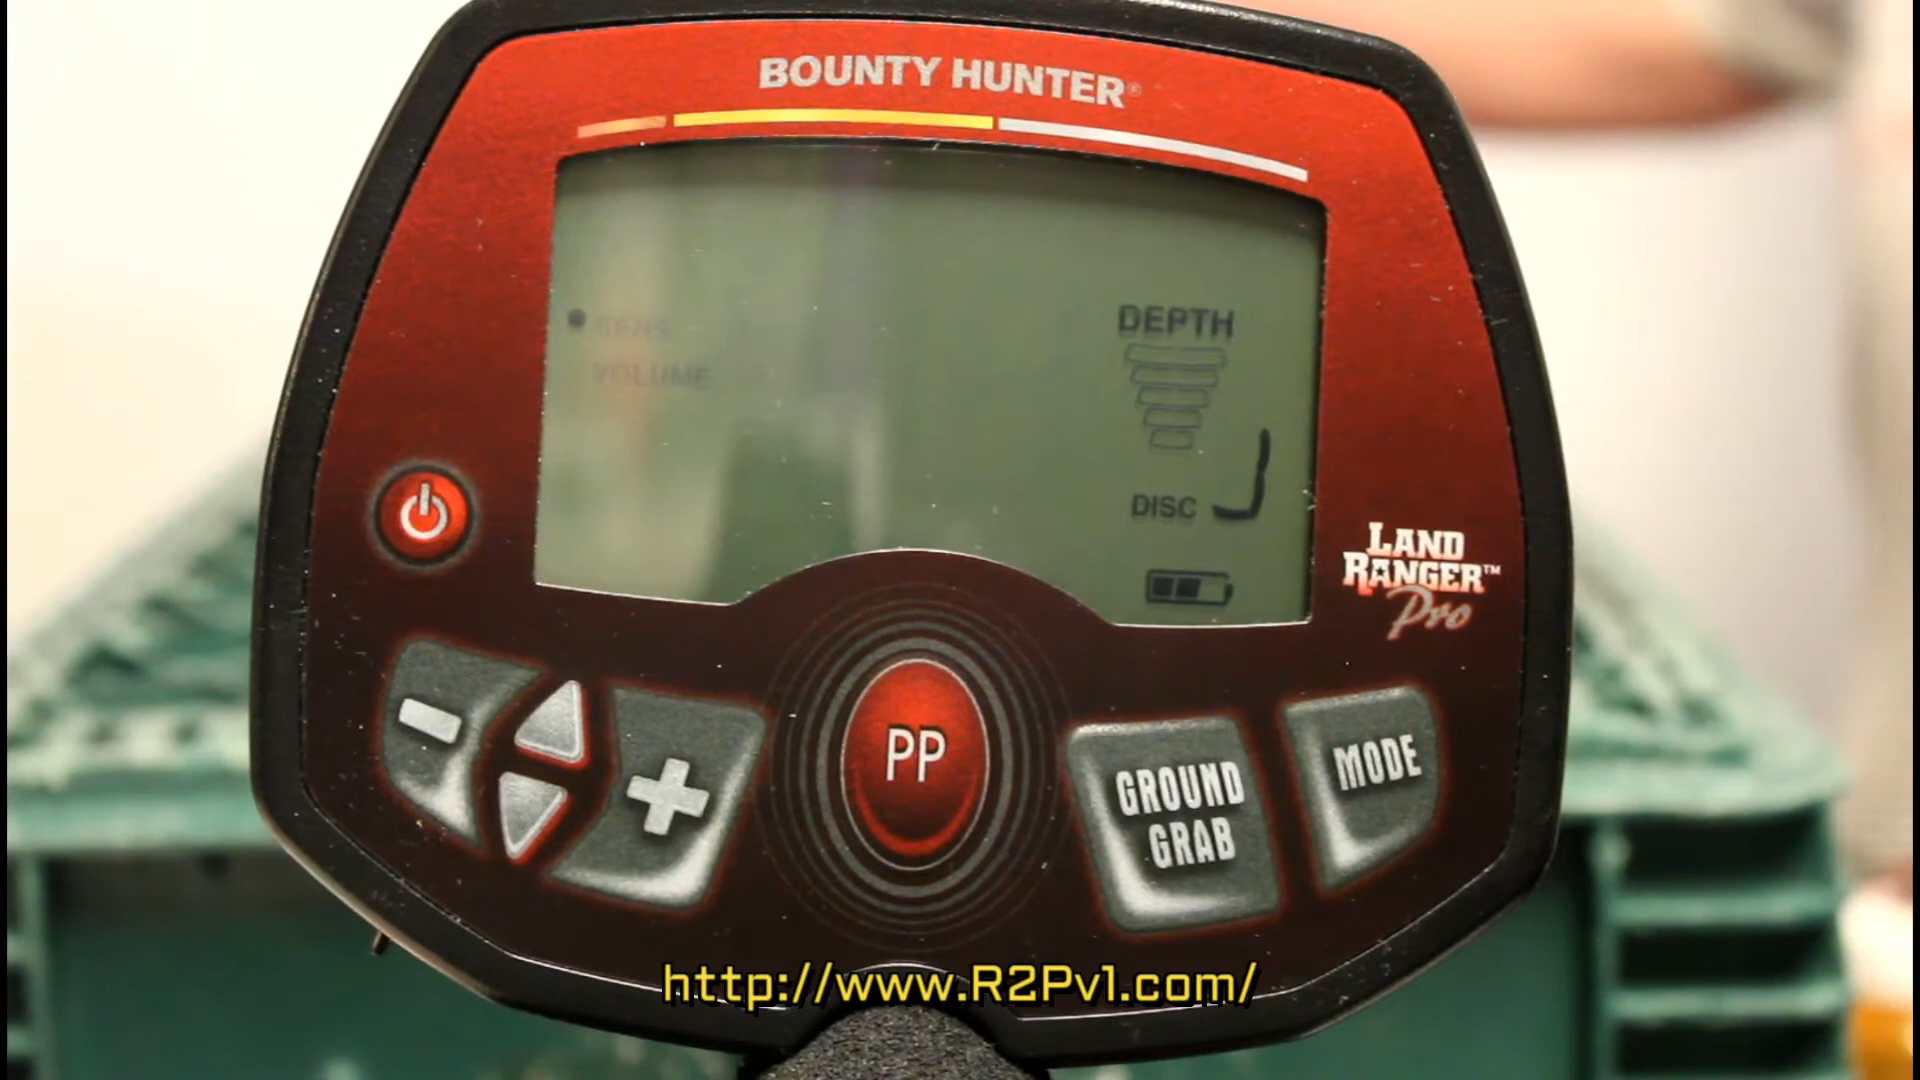 BOUNTY HUNTER®
SENS
VOLUME
DEPTH
DISC
LAND
RANGER™
Pro
PP
GROUND
GRAB
MODE
http://www.R2Pv1.com/